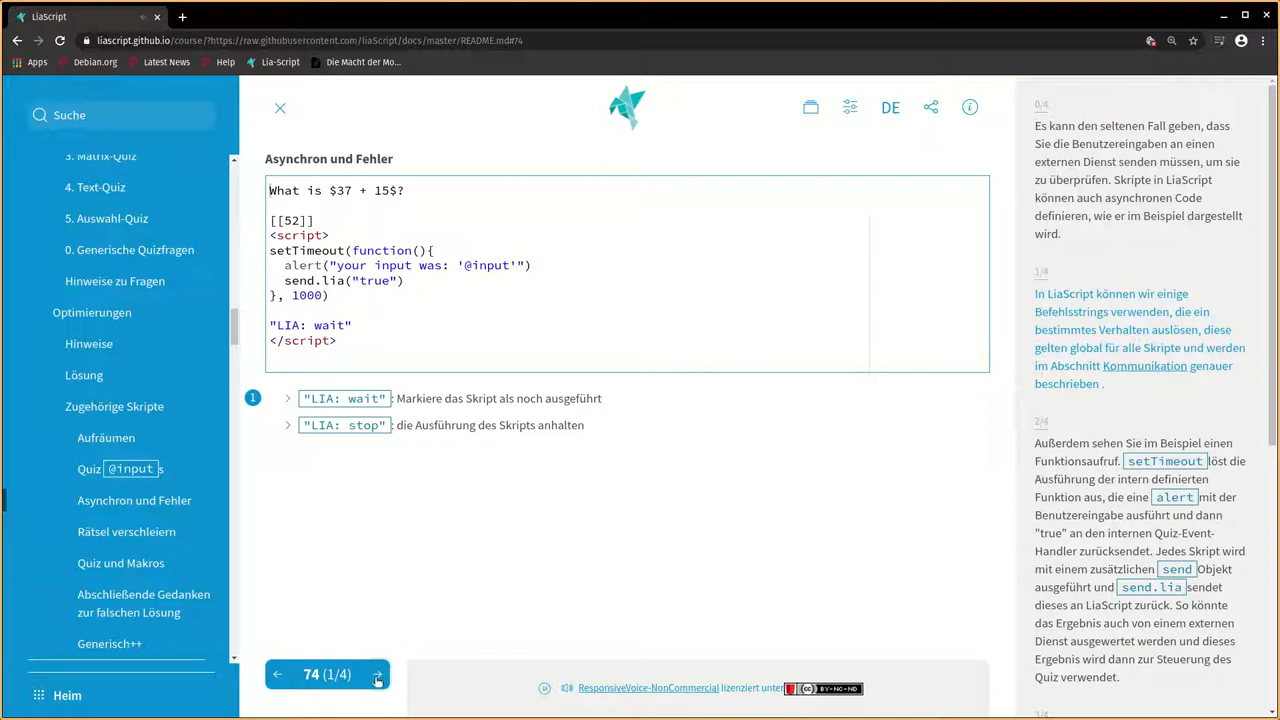 LiaScript
liascript.github.io/course/?https://raw.githubusercontent.com/liaScript/docs/master/README.md#74
Apps
Debian.org
Latest News
Help
Lia-Script
Die Macht der Mo...
Suche
3. Matrix-Quiz
4. Text-Quiz
5. Auswahl-Quiz
0. Generische Quizfragen
Hinweise zu Fragen
Optimierungen
Hinweise
Lösung
Zugehörige Skripte
Aufräumen
Quiz @input s
Asynchron und Fehler
Rätsel verschleiern
Quiz und Makros
Abschließende Gedanken
zur falschen Lösung
Generisch++
Heim
DE
Asynchron und Fehler
What is $37 + 15$?
[[52]]
<script>
setTimeout(function(){
  alert("your input was: '@input'")
  send.lia("true")
}, 1000)
"LIA: wait"
</script>
1
"LIA: wait" : Markiere das Skript als noch ausgeführt
"LIA: stop" : die Ausführung des Skripts anhalten
74 (1/4)
ResponsiveVoice-NonCommercial lizenziert unter
BY-NC-ND
0/4
Es kann den seltenen Fall geben, dass
Sie die Benutzereingaben an einen
externen Dienst senden müssen, um sie
zu überprüfen. Skripte in LiaScript
können auch asynchronen Code
definieren, wie er im Beispiel dargestellt
wird.
1/4
In LiaScript können wir einige
Befehlsstrings verwenden, die ein
bestimmtes Verhalten auslösen, diese
gelten global für alle Skripte und werden
im Abschnitt Kommunikation genauer
beschrieben .
2/4
Außerdem sehen Sie im Beispiel einen
Funktionsaufruf. setTimeout löst die
Ausführung der intern definierten
Funktion aus, die eine alert mit der
Benutzereingabe ausführt und dann
"true" an den internen Quiz-Event-
Handler zurücksendet. Jedes Skript wird
mit einem zusätzlichen send Objekt
ausgeführt und send.lia sendet
dieses an LiaScript zurück. So könnte
das Ergebnis auch von einem externen
Dienst ausgewertet werden und dieses
Ergebnis wird dann zur Steuerung des
Quiz verwendet.
3/4